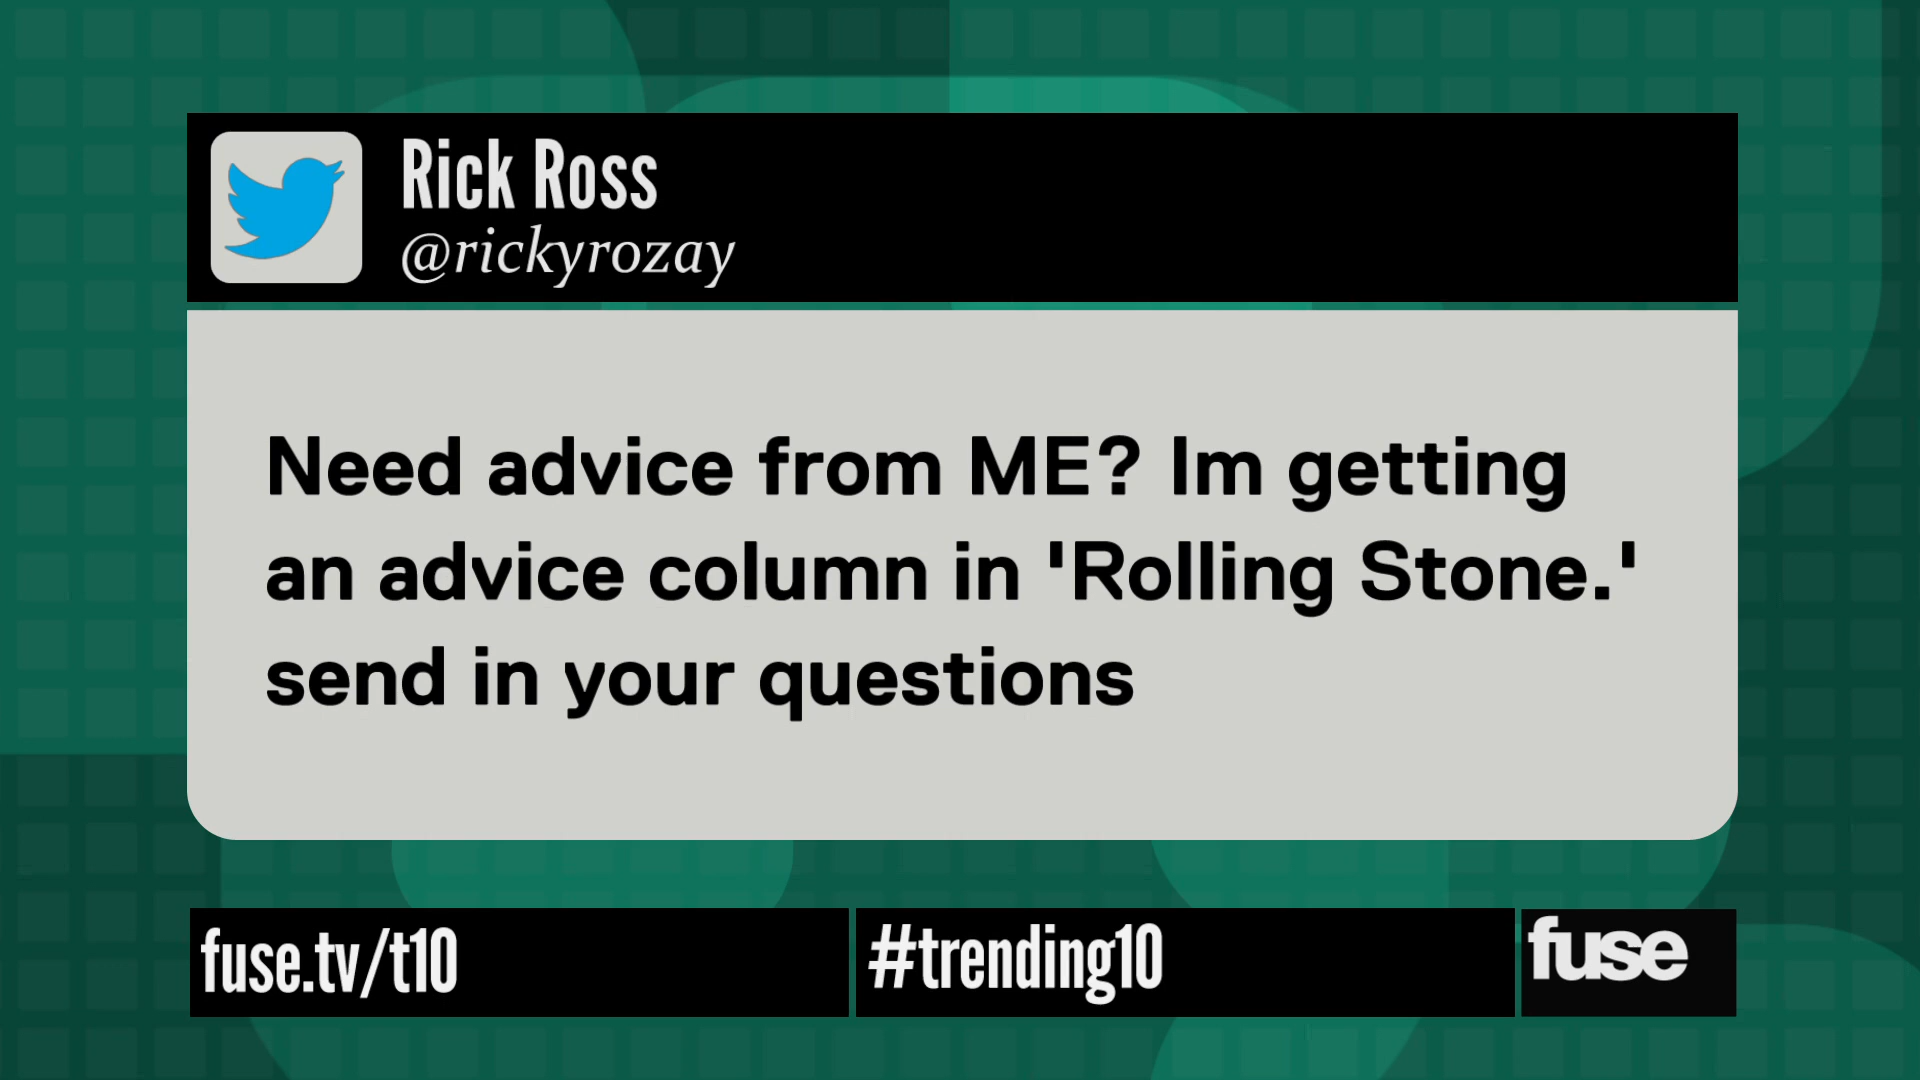 Rick Ross
@rickyrozay
Need advice from ME? Im getting
an advice column in 'Rolling Stone.'
send in your questions
fuse.tv/t10
#trending10
fuse